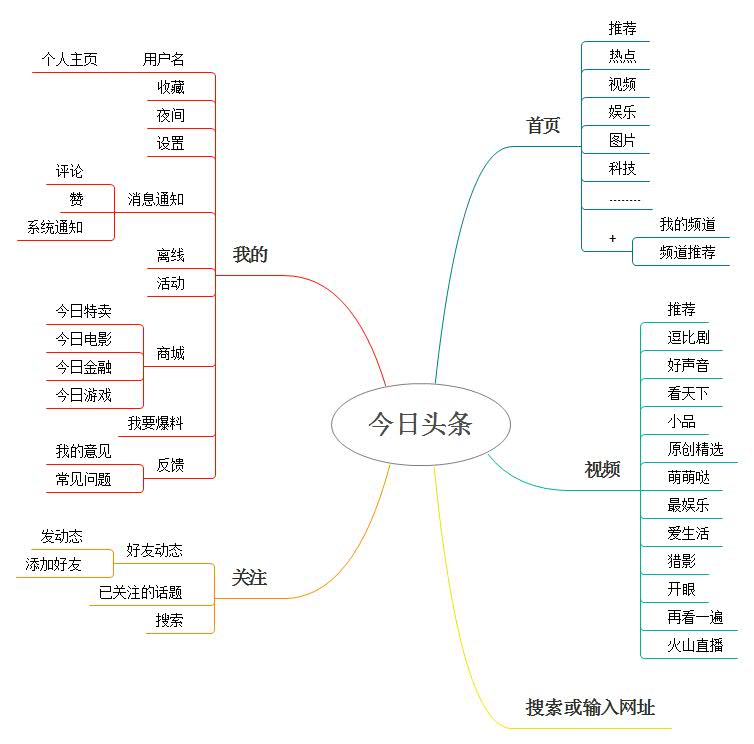 今日头条
首页
推荐
热点
视频
娱乐
图片
科技
--------
+
我的频道
频道推荐
视频
推荐
逗比剧
好声音
看天下
小品
原创精选
萌萌哒
最娱乐
爱生活
猎影
开眼
再看一遍
火山直播
搜索或输入网址
我的
用户名
个人主页
收藏
夜间
设置
消息通知
评论
赞
系统通知
离线
活动
商城
今日特卖
今日电影
今日金融
今日游戏
我要爆料
反馈
我的意见
常见问题
关注
好友动态
发动态
添加好友
已关注的话题
搜索